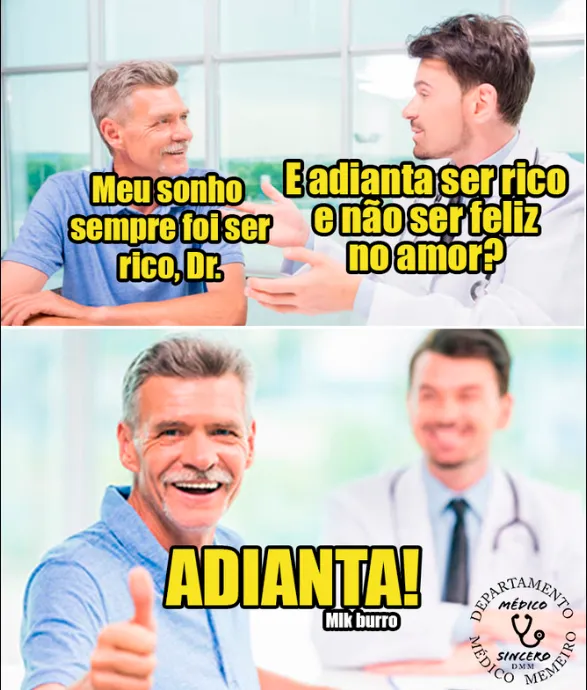 Meu sonho
sempre foi ser
rico, Dr.
E adianta ser rico
e não ser feliz
no amor?
ADIANTA!
Mlk burro
DEPARTAMENTO
MÉDICO
SINCERO
DMM
MÉDICO MEMEIRO